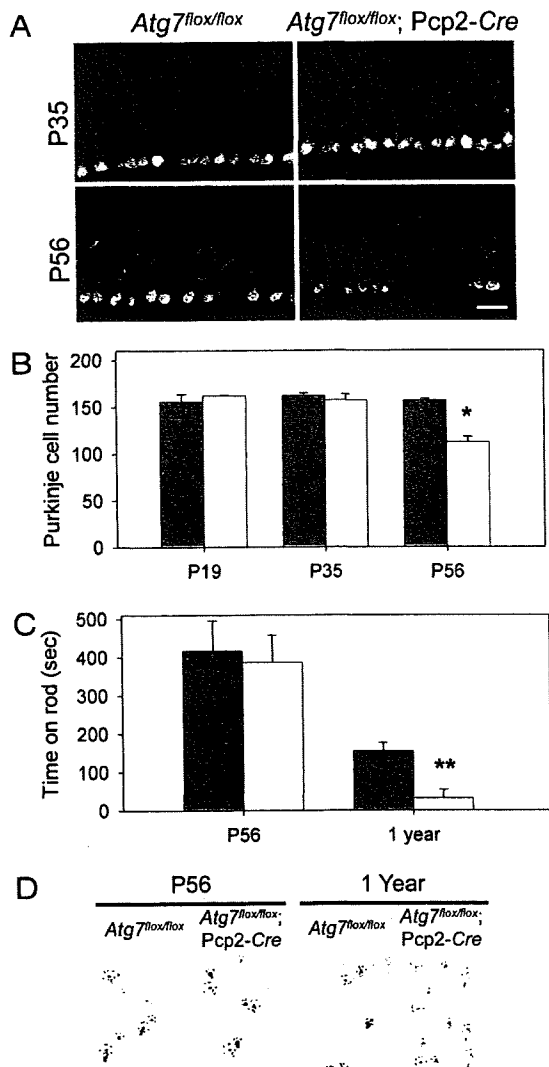 A
Atg7flox/flox
Atg7flox/flox; Pcp2-Cre
P35
P56
B
Purkinje cell number
200
150
100
50
0
*
P19
P35
P56
C
Time on rod (sec)
500
400
300
200
100
0
**
P56
1 year
D
P56
1 Year
Atg7flox/flox
Atg7flox/flox;
Pcp2-Cre
Atg7flox/flox
Atg7flox/flox;
Pcp2-Cre